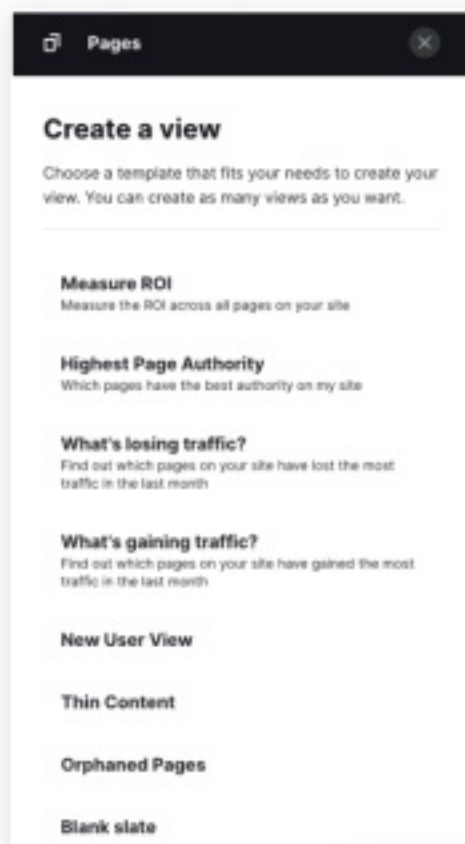 Pages
Create a view
Choose a template that fits your needs to create your
view. You can create as many views as you want.
Measure ROI
Measure the ROI across all pages on your site
Highest Page Authority
Which pages have the best authority on my site
What's losing traffic?
Find out which pages on your site have lost the most
traffic in the last month
What's gaining traffic?
Find out which pages on your site have gained the most
traffic in the last month
New User View
Thin Content
Orphaned Pages
Blank slate